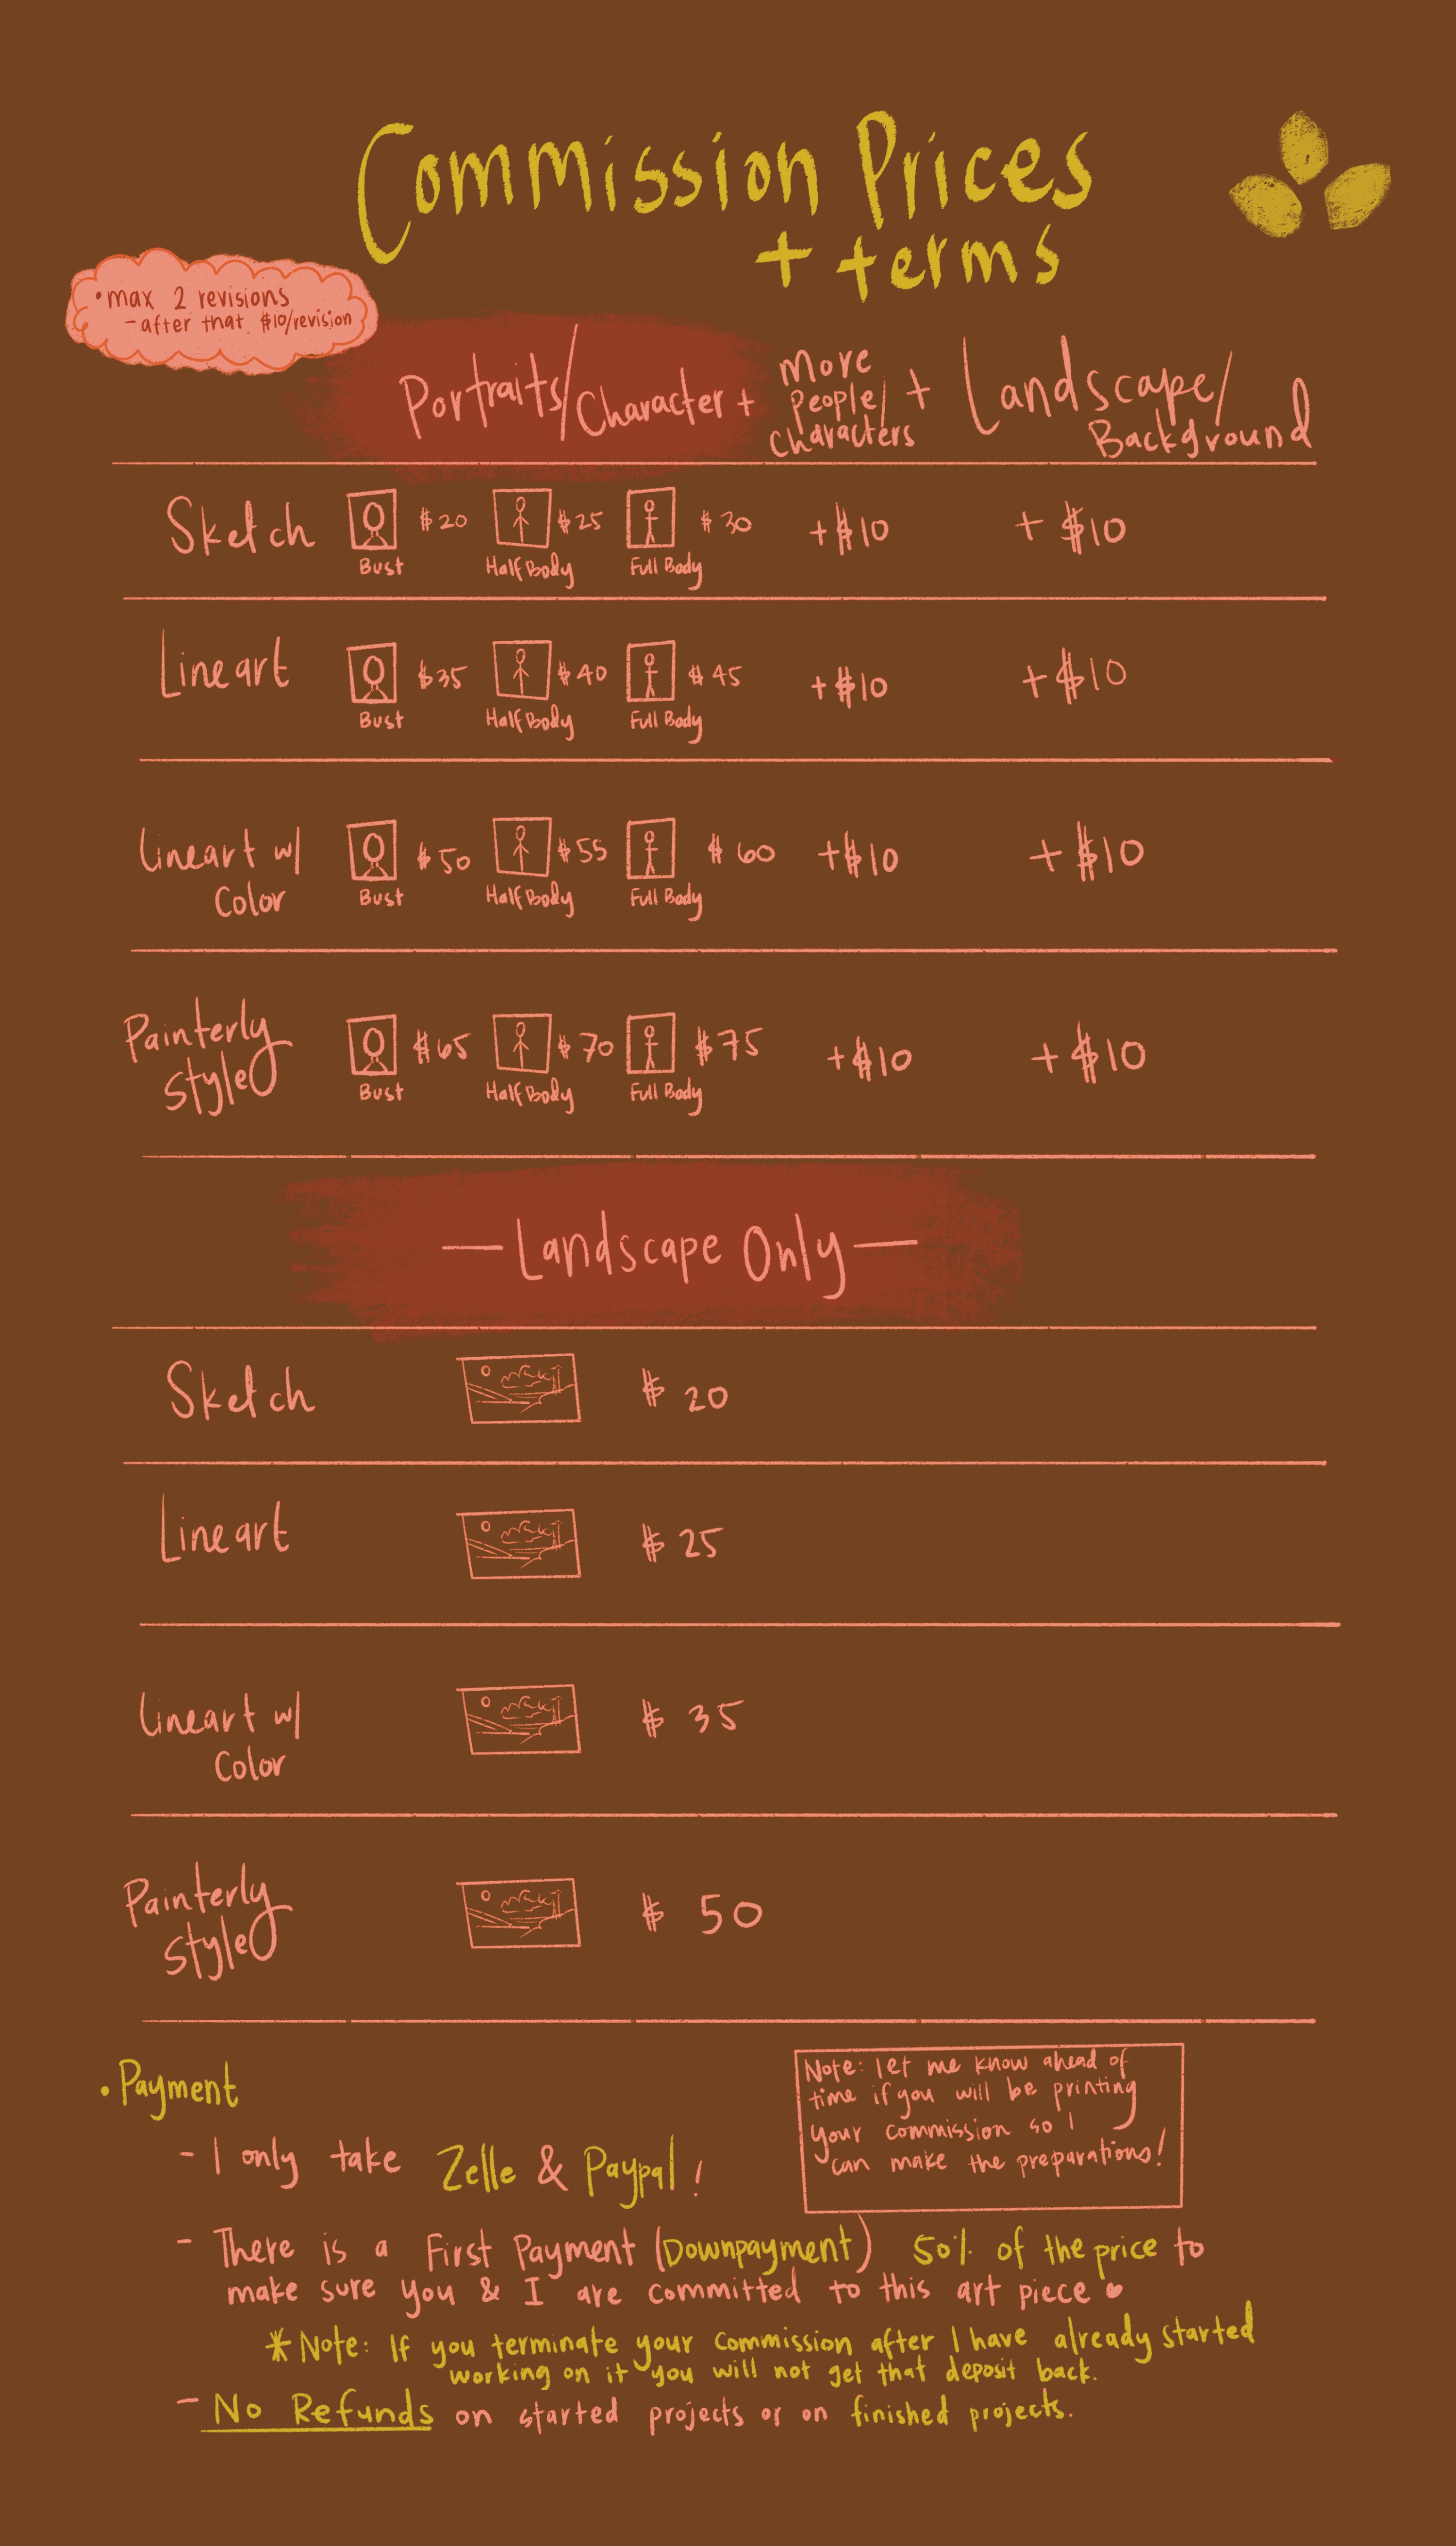 Commission Prices
+ terms
• max 2 revisions
- after that $10/revision
Portraits/Character + More People/Characters + Landscape/Background
Sketch $20 $25 $30 +$10 + $10
Bust Half Body Full Body
Lineart $35 $40 $45 +$10 +$10
Bust Half Body Full Body
Lineart w/ $50 $55 $60 +$10 + $10
Color Bust Half Body Full Body
Painterly $65 $70 $75 +$10 + $10
Style Bust Half Body Full Body
— Landscape Only —
Sketch $ 20
Lineart $ 25
Lineart w/ $ 35
Color
Painterly $ 50
Style
• Payment
Note: let me know ahead of
time if you will be printing
your commission so I
can make the preparations!
- I only take Zelle & Paypal!
- There is a First Payment (Downpayment) 50% of the price to
make sure you & I are committed to this art piece
* Note: If you terminate your commission after I have already started
working on it you will not get that deposit back.
- No Refunds on started projects or on finished projects.